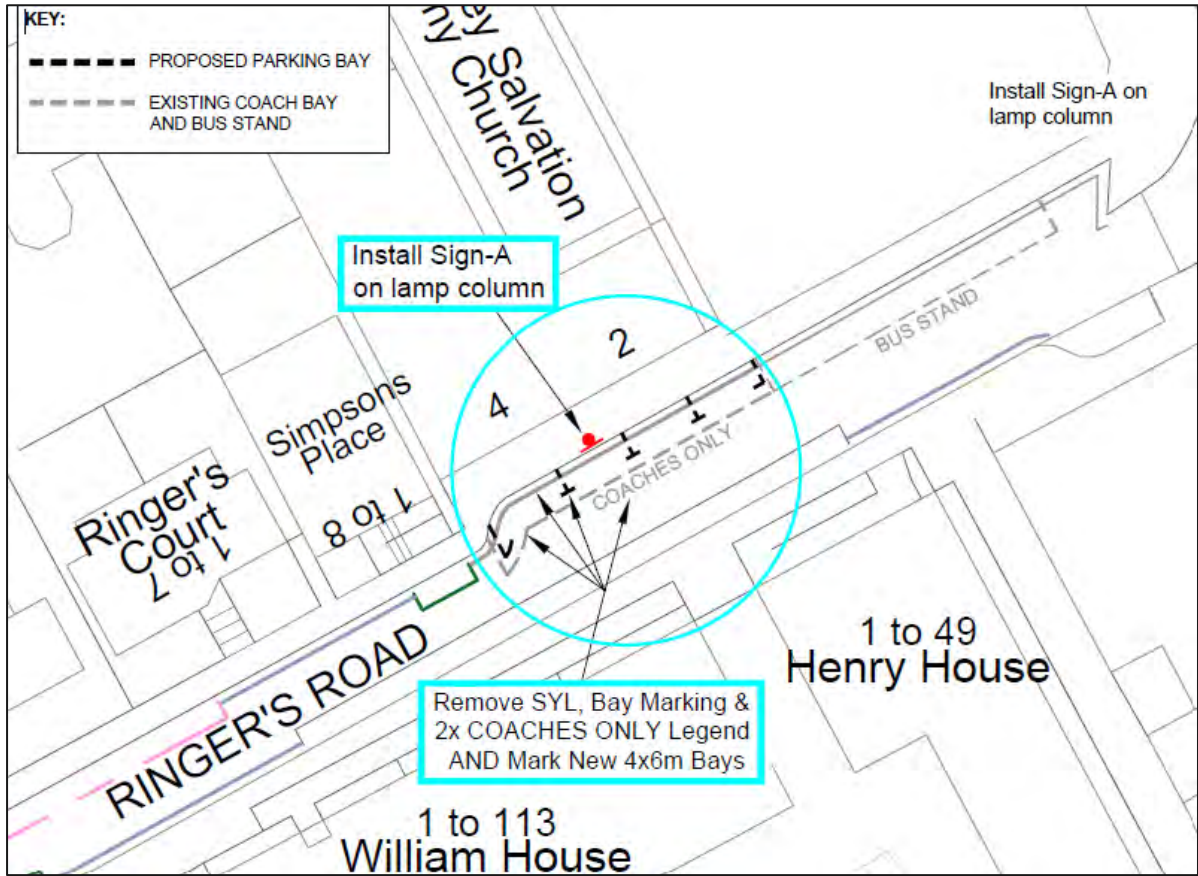 KEY:
PROPOSED PARKING BAY
EXISTING COACH BAY
AND BUS STAND
ey Salvation
ny Church
Install Sign-A on
lamp column
Install Sign-A
on lamp column
2
4
BUS STAND
COACHES ONLY
Simpsons
Place
1 to 8
Ringer's
Court
1 to 7
RINGER'S ROAD
1 to 49
Henry House
Remove SYL, Bay Marking &
2x COACHES ONLY Legend
AND Mark New 4x6m Bays
1 to 113
William House